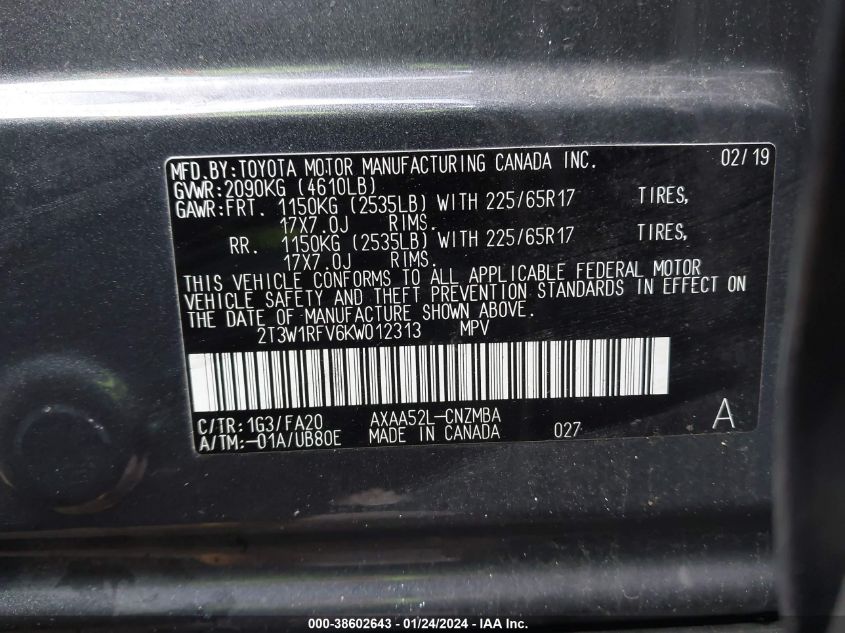 MFD.BY:TOYOTA MOTOR MANUFACTURING CANADA INC. 02/19
GVWR:2090KG (4610LB)
GAWR:FRT. 1150KG (2535LB) WITH 225/65R17 TIRES,
17X7.0J RIMS.
RR. 1150KG (2535LB) WITH 225/65R17 TIRES,
17X7.0J RIMS.
THIS VEHICLE CONFORMS TO ALL APPLICABLE FEDERAL MOTOR
VEHICLE SAFETY AND THEFT PREVENTION STANDARDS IN EFFECT ON
THE DATE OF MANUFACTURE SHOWN ABOVE.
2T3W1RFV6KW012313 MPV
C/TR:1G3/FA20 AXAA52L-CNZMBA
A/TM:-01A/UB80E MADE IN CANADA 027 A
000-38602643 - 01/24/2024 - IAA Inc.